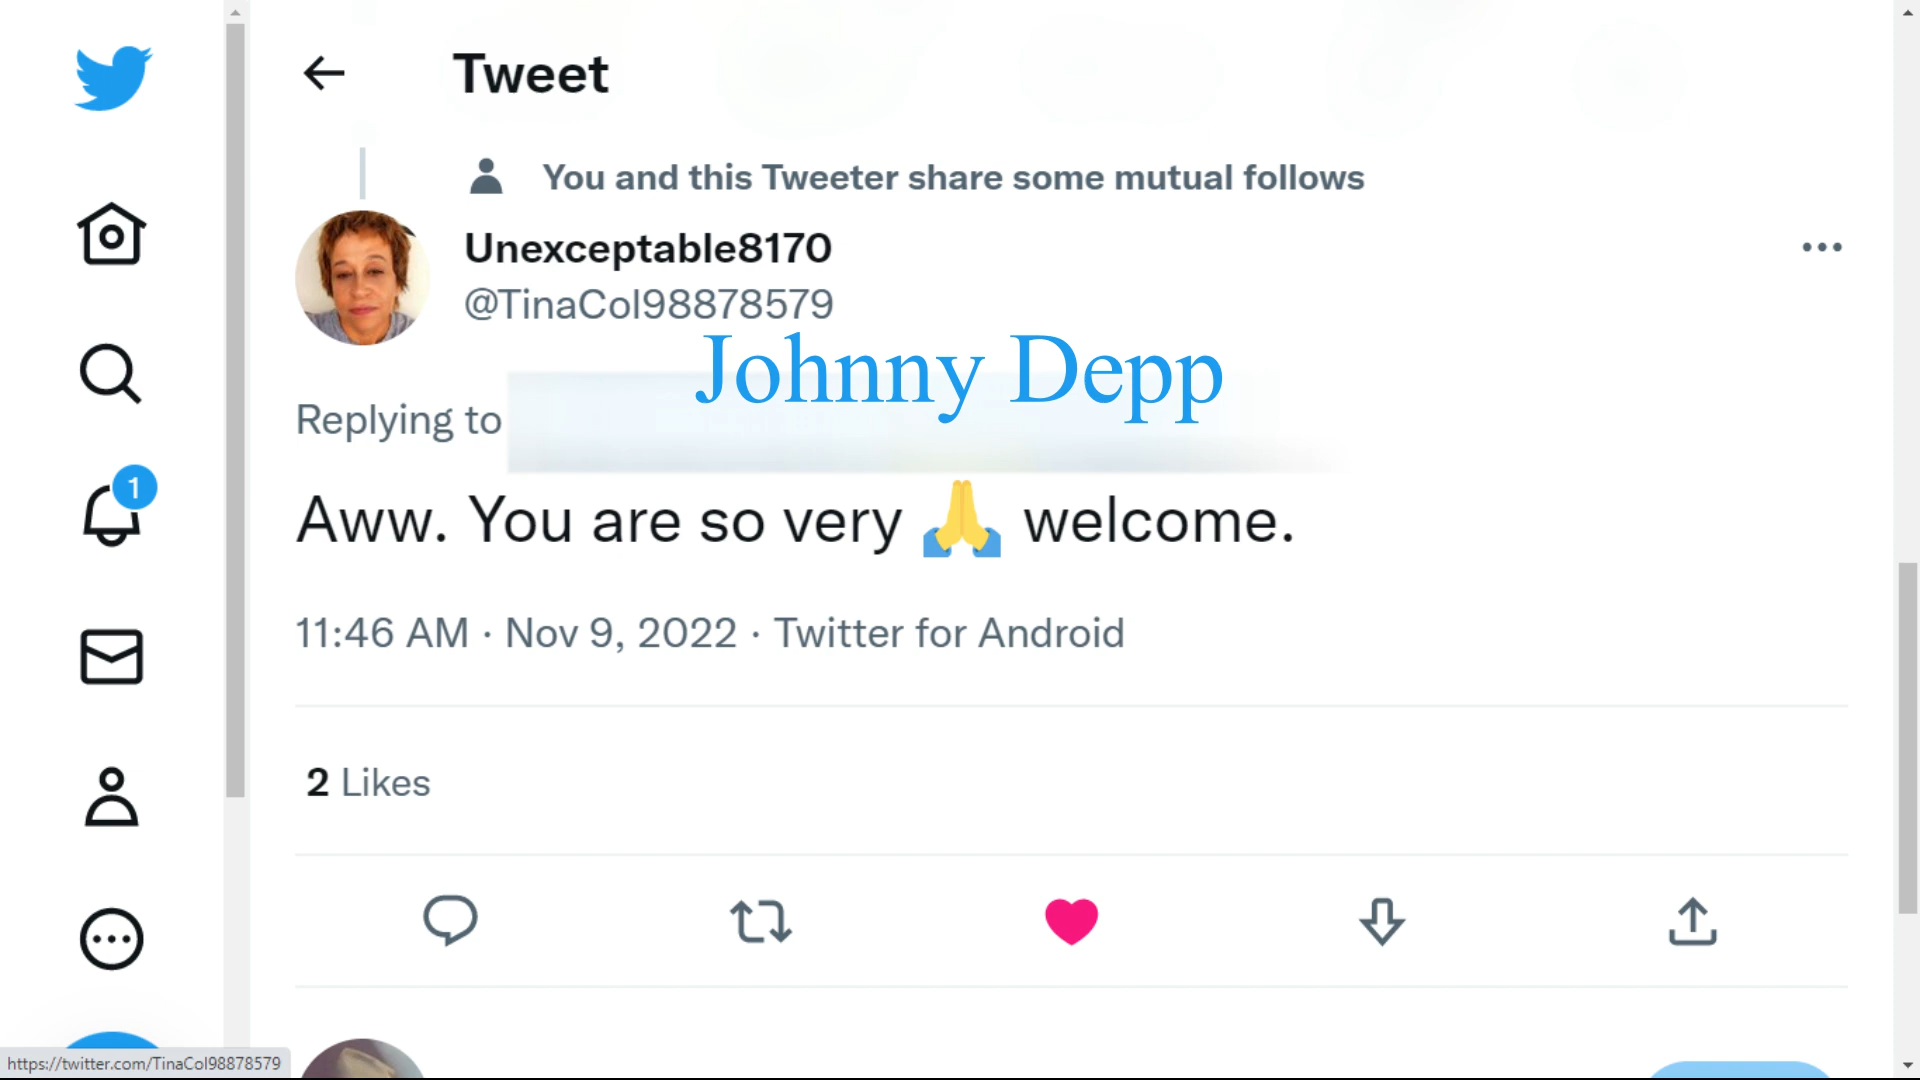 Tweet
You and this Tweeter share some mutual follows
Unexceptable8170
@TinaCol98878579
Johnny Depp
Replying to
1
Aww. You are so very 🙏 welcome.
11:46 AM · Nov 9, 2022 · Twitter for Android
2 Likes
https://twitter.com/TinaCol98878579